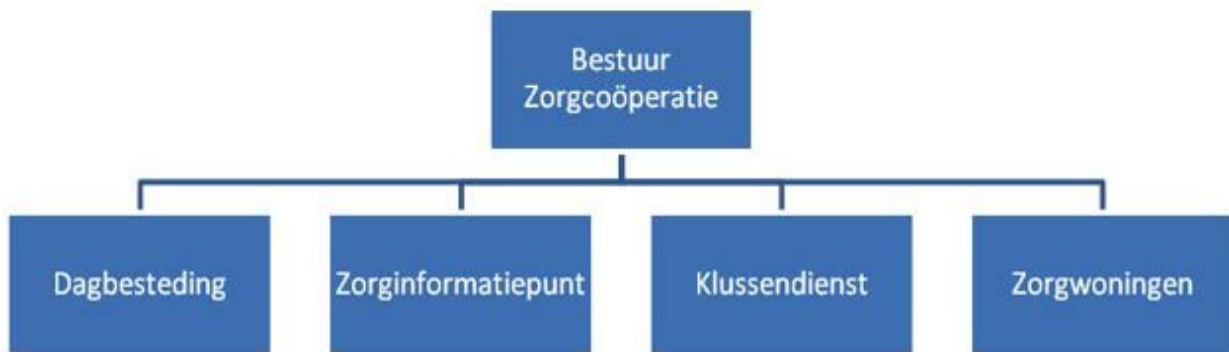 Bestuur
Zorgcoöperatie
Dagbesteding
Zorginformatiepunt
Klussendienst
Zorgwoningen